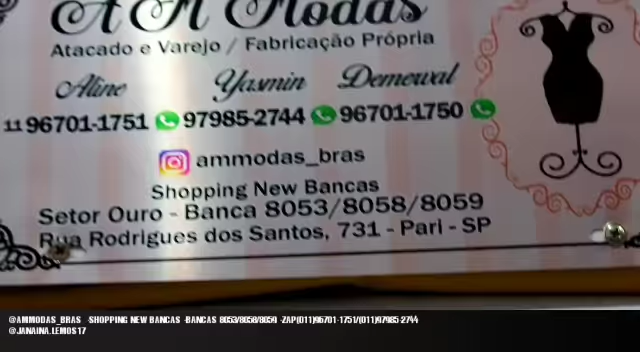 AM Modas
Atacado e Varejo / Fabricação Própria
Aline Yasmin Demerval
11 96701-1751 97985-2744 96701-1750
ammodas_bras
Shopping New Bancas
Setor Ouro - Banca 8053/8058/8059
Rua Rodrigues dos Santos, 731 - Pari - SP
@AMMODAS_BRAS -SHOPPING NEW BANCAS -BANCAS 8053/8058/8059 -ZAP(011)96701-1751/(011)97985-2744
@JANAINA.LEMOS17